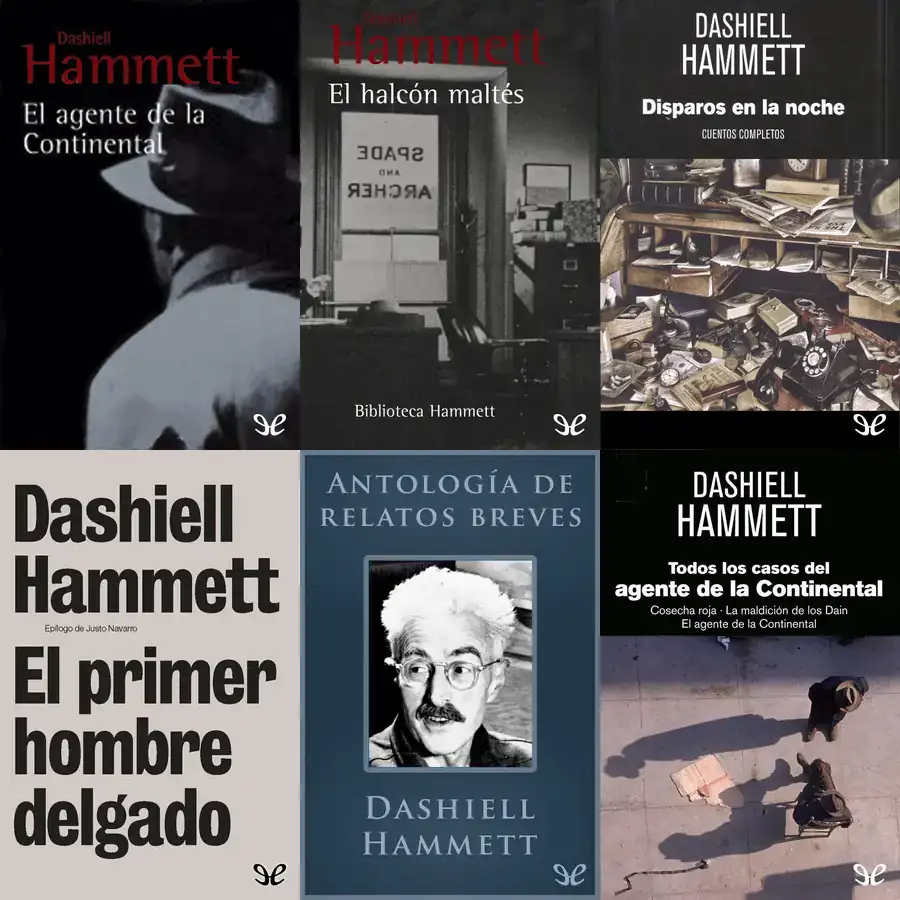 Dashiell
Hammett
El agente de la
Continental
Dashiell
Hammett
El halcón maltés
SPADE
AND
ARCHER
Biblioteca Hammett
DASHIELL
HAMMETT
Disparos en la noche
CUENTOS COMPLETOS
Dashiell
Hammett
Epílogo de Justo Navarro
El primer
hombre
delgado
ANTOLOGÍA DE
RELATOS BREVES
DASHIELL
HAMMETT
DASHIELL
HAMMETT
Todos los casos del
agente de la Continental
Cosecha roja · La maldición de los Dain
El agente de la Continental